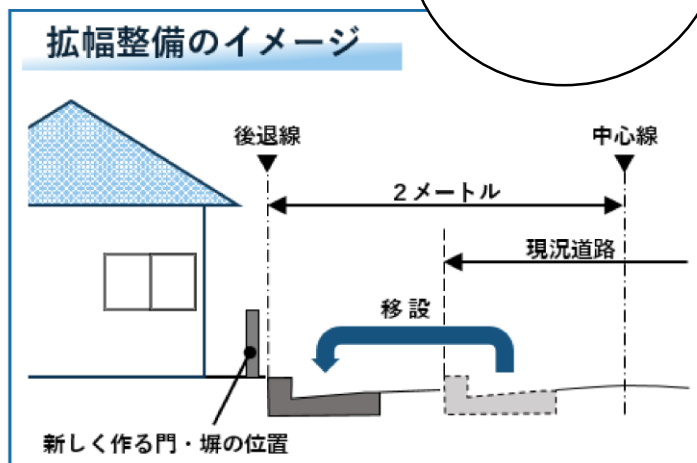 拡幅整備のイメージ
後退線
中心線
2メートル
現況道路
移設
新しく作る門・塀の位置